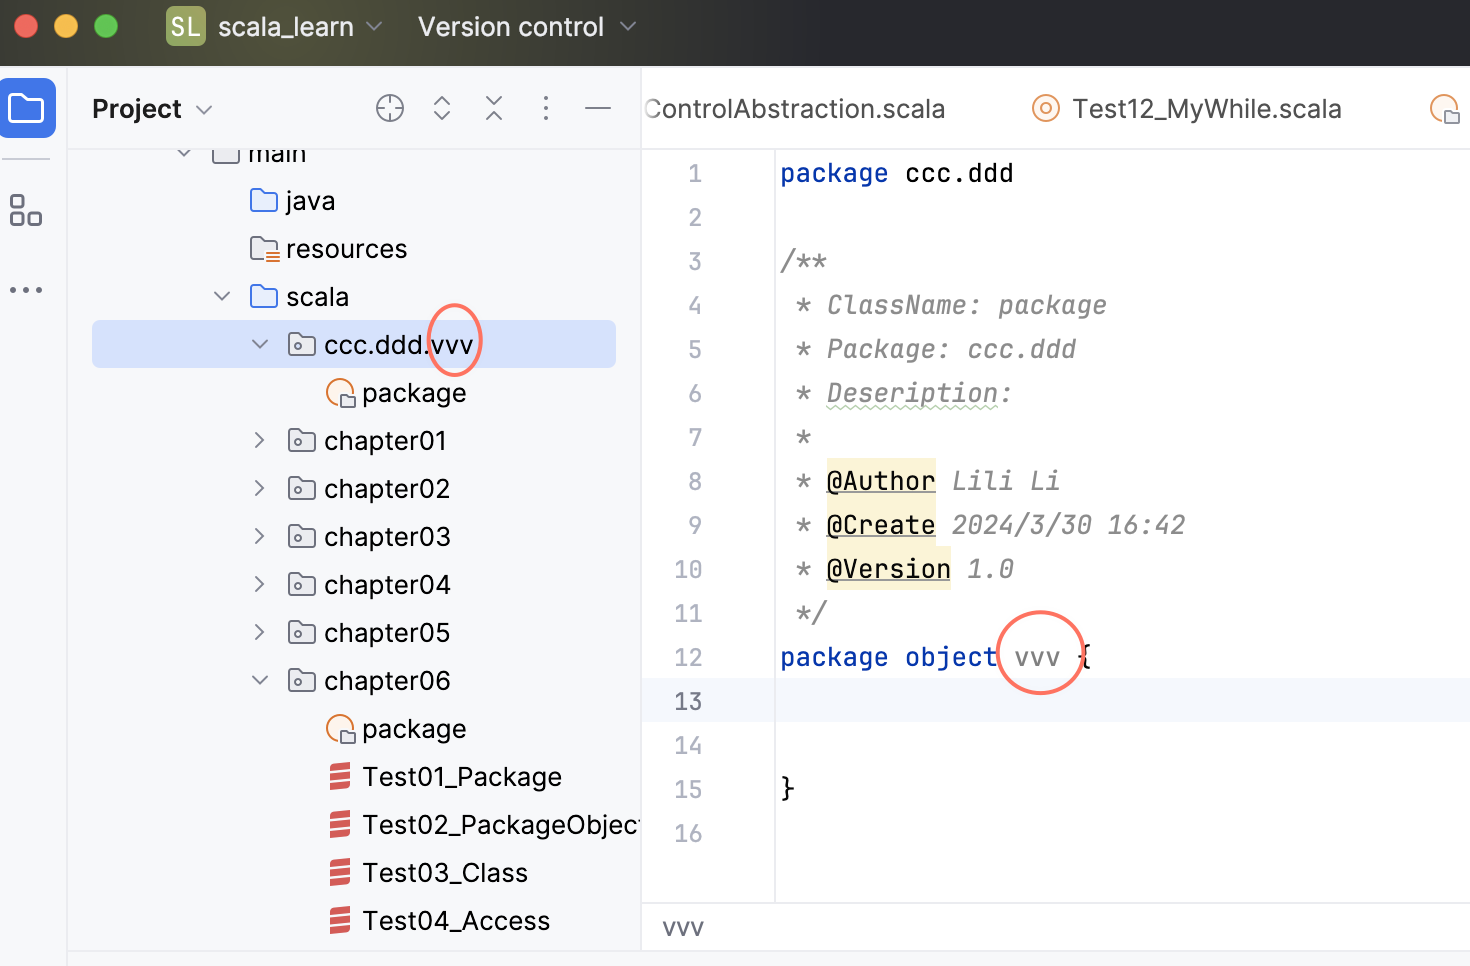 SL scala_learn Version control
Project
ControlAbstraction.scala Test12_MyWhile.scala
main
java
resources
scala
ccc.ddd.vvv
package
chapter01
chapter02
chapter03
chapter04
chapter05
chapter06
package
Test01_Package
Test02_PackageObject
Test03_Class
Test04_Access
1 package ccc.ddd
2
3 /**
4 * ClassName: package
5 * Package: ccc.ddd
6 * Deseription:
7 *
8 * @Author Lili Li
9 * @Create 2024/3/30 16:42
10 * @Version 1.0
11 */
12 package object vvv {
13
14
15 }
16
vvv